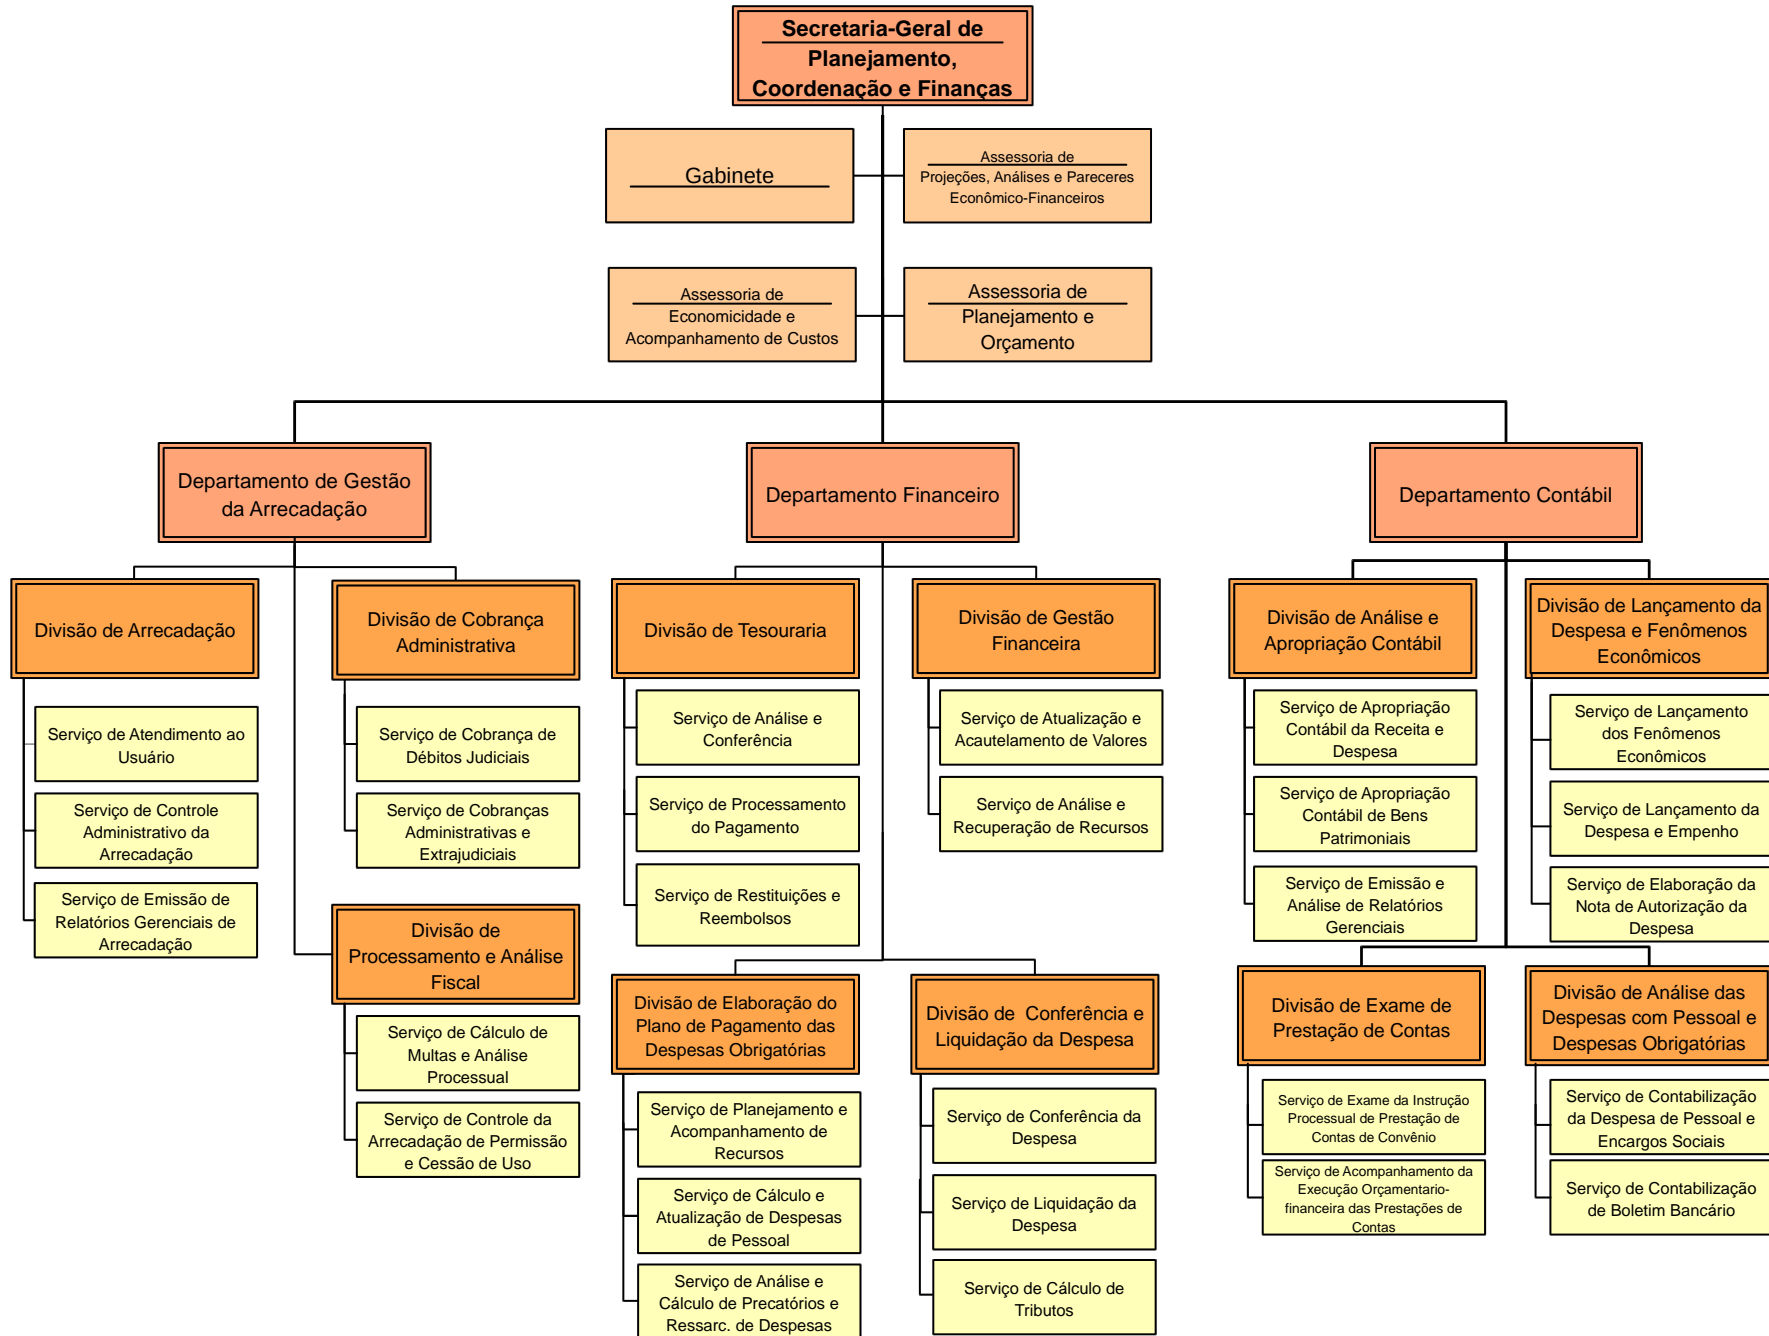 Secretaria-Geral de
Planejamento,
Coordenação e Finanças
Gabinete
Assessoria de
Projeções, Análises e Pareceres
Econômico-Financeiros
Assessoria de
Economicidade e
Acompanhamento de Custos
Assessoria de
Planejamento e
Orçamento
Departamento de Gestão
da Arrecadação
Departamento Financeiro
Departamento Contábil
Divisão de Arrecadação
Serviço de Atendimento ao
Usuário
Serviço de Controle
Administrativo da
Arrecadação
Serviço de Emissão de
Relatórios Gerenciais de
Arrecadação
Divisão de Cobrança
Administrativa
Serviço de Cobrança de
Débitos Judiciais
Serviço de Cobranças
Administrativas e
Extrajudiciais
Divisão de
Processamento e Análise
Fiscal
Serviço de Cálculo de
Multas e Análise
Processual
Serviço de Controle da
Arrecadação de Permissão
e Cessão de Uso
Divisão de Tesouraria
Serviço de Análise e
Conferência
Serviço de Processamento
do Pagamento
Serviço de Restituições e
Reembolsos
Divisão de Gestão
Financeira
Serviço de Atualização e
Acautelamento de Valores
Serviço de Análise e
Recuperação de Recursos
Divisão de Elaboração do
Plano de Pagamento das
Despesas Obrigatórias
Serviço de Planejamento e
Acompanhamento de
Recursos
Serviço de Cálculo e
Atualização de Despesas
de Pessoal
Serviço de Análise e
Cálculo de Precatórios e
Ressarc. de Despesas
Divisão de  Conferência e
Liquidação da Despesa
Serviço de Conferência da
Despesa
Serviço de Liquidação da
Despesa
Serviço de Cálculo de
Tributos
Divisão de Análise e
Apropriação Contábil
Serviço de Apropriação
Contábil da Receita e
Despesa
Serviço de Apropriação
Contábil de Bens
Patrimoniais
Serviço de Emissão e
Análise de Relatórios
Gerenciais
Divisão de Lançamento da
Despesa e Fenômenos
Econômicos
Serviço de Lançamento
dos Fenômenos
Econômicos
Serviço de Lançamento da
Despesa e Empenho
Serviço de Elaboração da
Nota de Autorização da
Despesa
Divisão de Exame de
Prestação de Contas
Serviço de Exame da Instrução
Processual de Prestação de
Contas de Convênio
Serviço de Acompanhamento da
Execução Orçamentario-
financeira das Prestações de
Contas
Divisão de Análise das
Despesas com Pessoal e
Despesas Obrigatórias
Serviço de Contabilização
da Despesa de Pessoal e
Encargos Sociais
Serviço de Contabilização
de Boletim Bancário